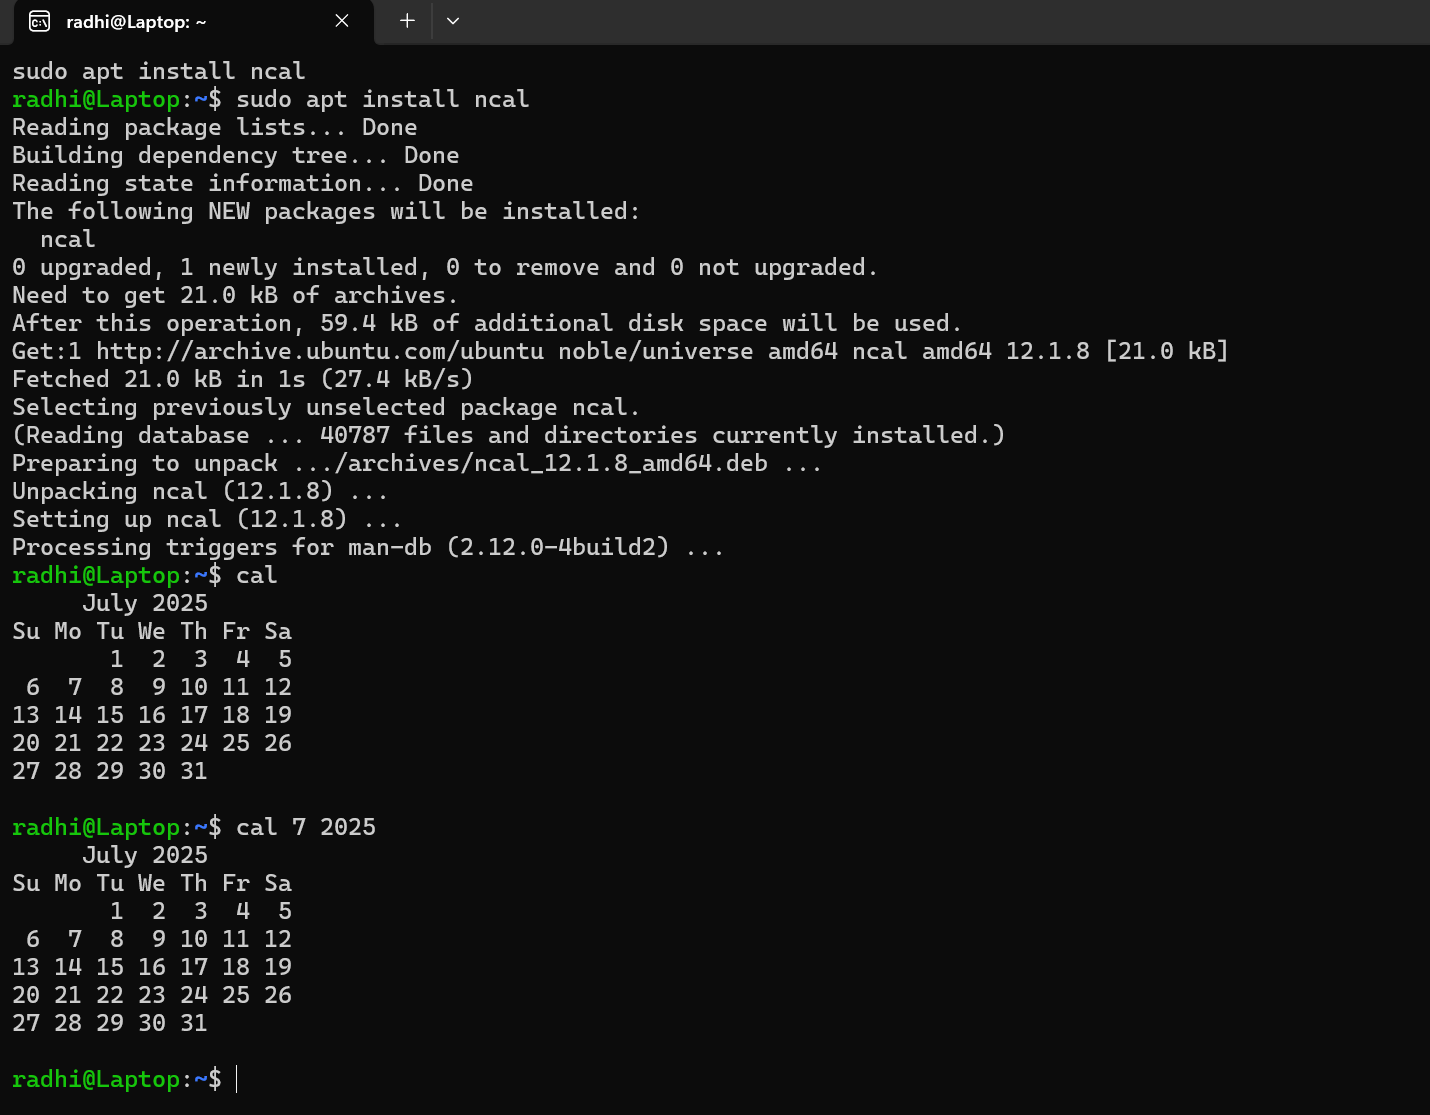 radhi@Laptop: ~
sudo apt install ncal
radhi@Laptop:~$ sudo apt install ncal
Reading package lists... Done
Building dependency tree... Done
Reading state information... Done
The following NEW packages will be installed:
  ncal
0 upgraded, 1 newly installed, 0 to remove and 0 not upgraded.
Need to get 21.0 kB of archives.
After this operation, 59.4 kB of additional disk space will be used.
Get:1 http://archive.ubuntu.com/ubuntu noble/universe amd64 ncal amd64 12.1.8 [21.0 kB]
Fetched 21.0 kB in 1s (27.4 kB/s)
Selecting previously unselected package ncal.
(Reading database ... 40787 files and directories currently installed.)
Preparing to unpack .../archives/ncal_12.1.8_amd64.deb ...
Unpacking ncal (12.1.8) ...
Setting up ncal (12.1.8) ...
Processing triggers for man-db (2.12.0-4build2) ...
radhi@Laptop:~$ cal
     July 2025
Su Mo Tu We Th Fr Sa
       1  2  3  4  5
 6  7  8  9 10 11 12
13 14 15 16 17 18 19
20 21 22 23 24 25 26
27 28 29 30 31

radhi@Laptop:~$ cal 7 2025
     July 2025
Su Mo Tu We Th Fr Sa
       1  2  3  4  5
 6  7  8  9 10 11 12
13 14 15 16 17 18 19
20 21 22 23 24 25 26
27 28 29 30 31

radhi@Laptop:~$